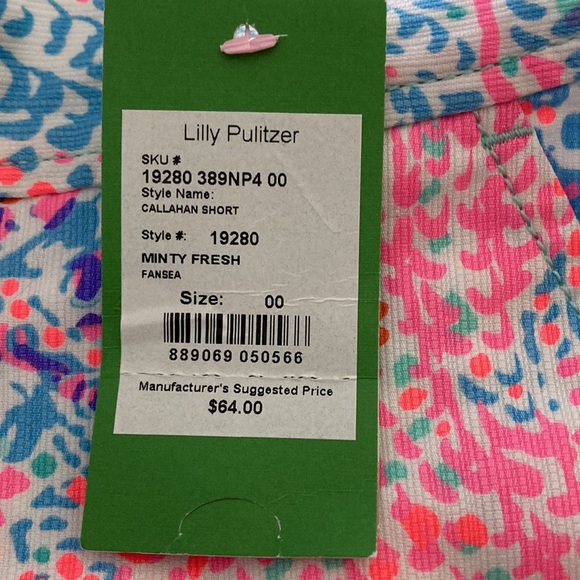 Lilly Pulitzer
SKU #
19280 389NP4 00
Style Name:
CALLAHAN SHORT
Style #: 19280
MINTY FRESH
FANSEA
Size: 00
889069 050566
Manufacturer's Suggested Price
$64.00